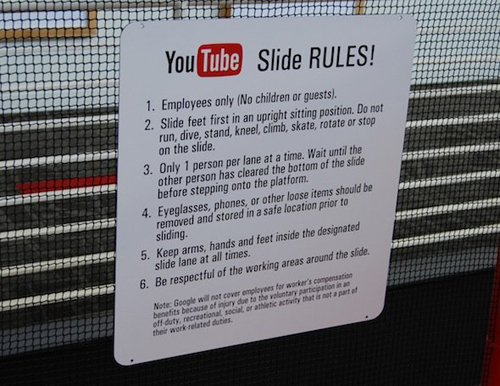 YouTube Slide RULES!
1. Employees only (No children or guests).
2. Slide feet first in an upright sitting position. Do not
run, dive, stand, kneel, climb, skate, rotate or stop
on the slide.
3. Only 1 person per lane at a time. Wait until the
other person has cleared the bottom of the slide
before stepping onto the platform.
4. Eyeglasses, phones, or other loose items should be
removed and stored in a safe location prior to
sliding.
5. Keep arms, hands and feet inside the designated
slide lane at all times.
6. Be respectful of the working areas around the slide.
Note: Google will not cover employees for worker's compensation
benefits because of injury due to the voluntary participation in an
off-duty, recreational, social, or athletic activity that is not a part of
their work-related duties.